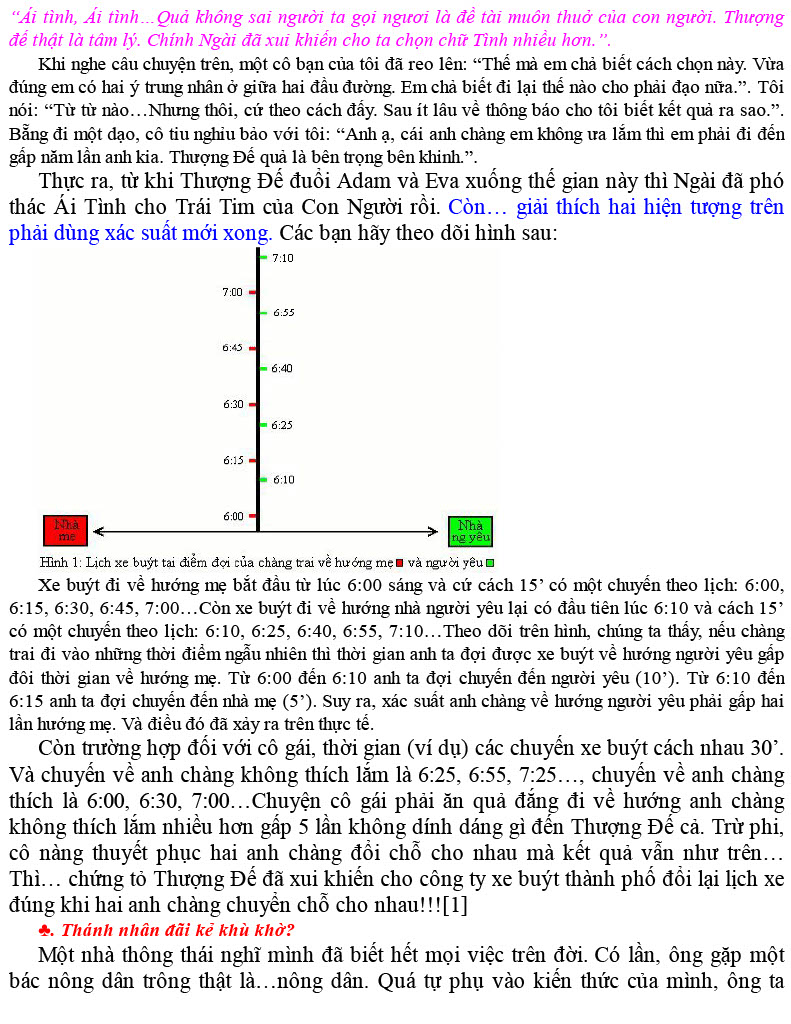 “Ái tình, Ái tình…Quả không sai người ta gọi ngươi là đề tài muôn thuở của con người. Thượng
đế thật là tâm lý. Chính Ngài đã xui khiến cho ta chọn chữ Tình nhiều hơn.”.
Khi nghe câu chuyện trên, một cô bạn của tôi đã reo lên: “Thế mà em chả biết cách chọn này. Vừa
đúng em có hai ý trung nhân ở giữa hai đầu đường. Em chả biết đi lại thế nào cho phải đạo nữa.”. Tôi
nói: “Từ từ nào…Nhưng thôi, cứ theo cách đấy. Sau ít lâu về thông báo cho tôi biết kết quả ra sao.”.
Bẵng đi một dạo, cô tiu nghỉu bảo với tôi: “Anh ạ, cái anh chàng em không ưa lắm thì em phải đi đến
gấp năm lần anh kia. Thượng Đế quả là bên trọng bên khinh.”.
Thực ra, từ khi Thượng Đế đuổi Adam và Eva xuống thế gian này thì Ngài đã phó
thác Ái Tình cho Trái Tim của Con Người rồi. Còn… giải thích hai hiện tượng trên
phải dùng xác suất mới xong. Các bạn hãy theo dõi hình sau:
7:10
7:00
6:55
6:45
6:40
6:30
6:25
6:15
6:10
6:00
Nhà
mẹ
Nhà
ng yêu
Hình 1: Lịch xe buýt tại điểm đợi của chàng trai về hướng mẹ và người yêu
Xe buýt đi về hướng mẹ bắt đầu từ lúc 6:00 sáng và cứ cách 15’ có một chuyến theo lịch: 6:00,
6:15, 6:30, 6:45, 7:00…Còn xe buýt đi về hướng nhà người yêu lại có đầu tiên lúc 6:10 và cách 15’
có một chuyến theo lịch: 6:10, 6:25, 6:40, 6:55, 7:10…Theo dõi trên hình, chúng ta thấy, nếu chàng
trai đi vào những thời điểm ngẫu nhiên thì thời gian anh ta đợi được xe buýt về hướng người yêu gấp
đôi thời gian về hướng mẹ. Từ 6:00 đến 6:10 anh ta đợi chuyến đến người yêu (10’). Từ 6:10 đến
6:15 anh ta đợi chuyến đến nhà mẹ (5’). Suy ra, xác suất anh chàng về hướng người yêu phải gấp hai
lần hướng mẹ. Và điều đó đã xảy ra trên thực tế.
Còn trường hợp đối với cô gái, thời gian (ví dụ) các chuyến xe buýt cách nhau 30’.
Và chuyến về anh chàng không thích lắm là 6:25, 6:55, 7:25…, chuyến về anh chàng
thích là 6:00, 6:30, 7:00…Chuyện cô gái phải ăn quả đắng đi về hướng anh chàng
không thích lắm nhiều hơn gấp 5 lần không dính dáng gì đến Thượng Đế cả. Trừ phi,
cô nàng thuyết phục hai anh chàng đổi chỗ cho nhau mà kết quả vẫn như trên…
Thì… chứng tỏ Thượng Đế đã xui khiến cho công ty xe buýt thành phố đổi lại lịch xe
đúng khi hai anh chàng chuyển chỗ cho nhau!!![1]
♣. Thánh nhân đãi kẻ khù khờ?
Một nhà thông thái nghĩ mình đã biết hết mọi việc trên đời. Có lần, ông gặp một
bác nông dân trông thật là…nông dân. Quá tự phụ vào kiến thức của mình, ông ta